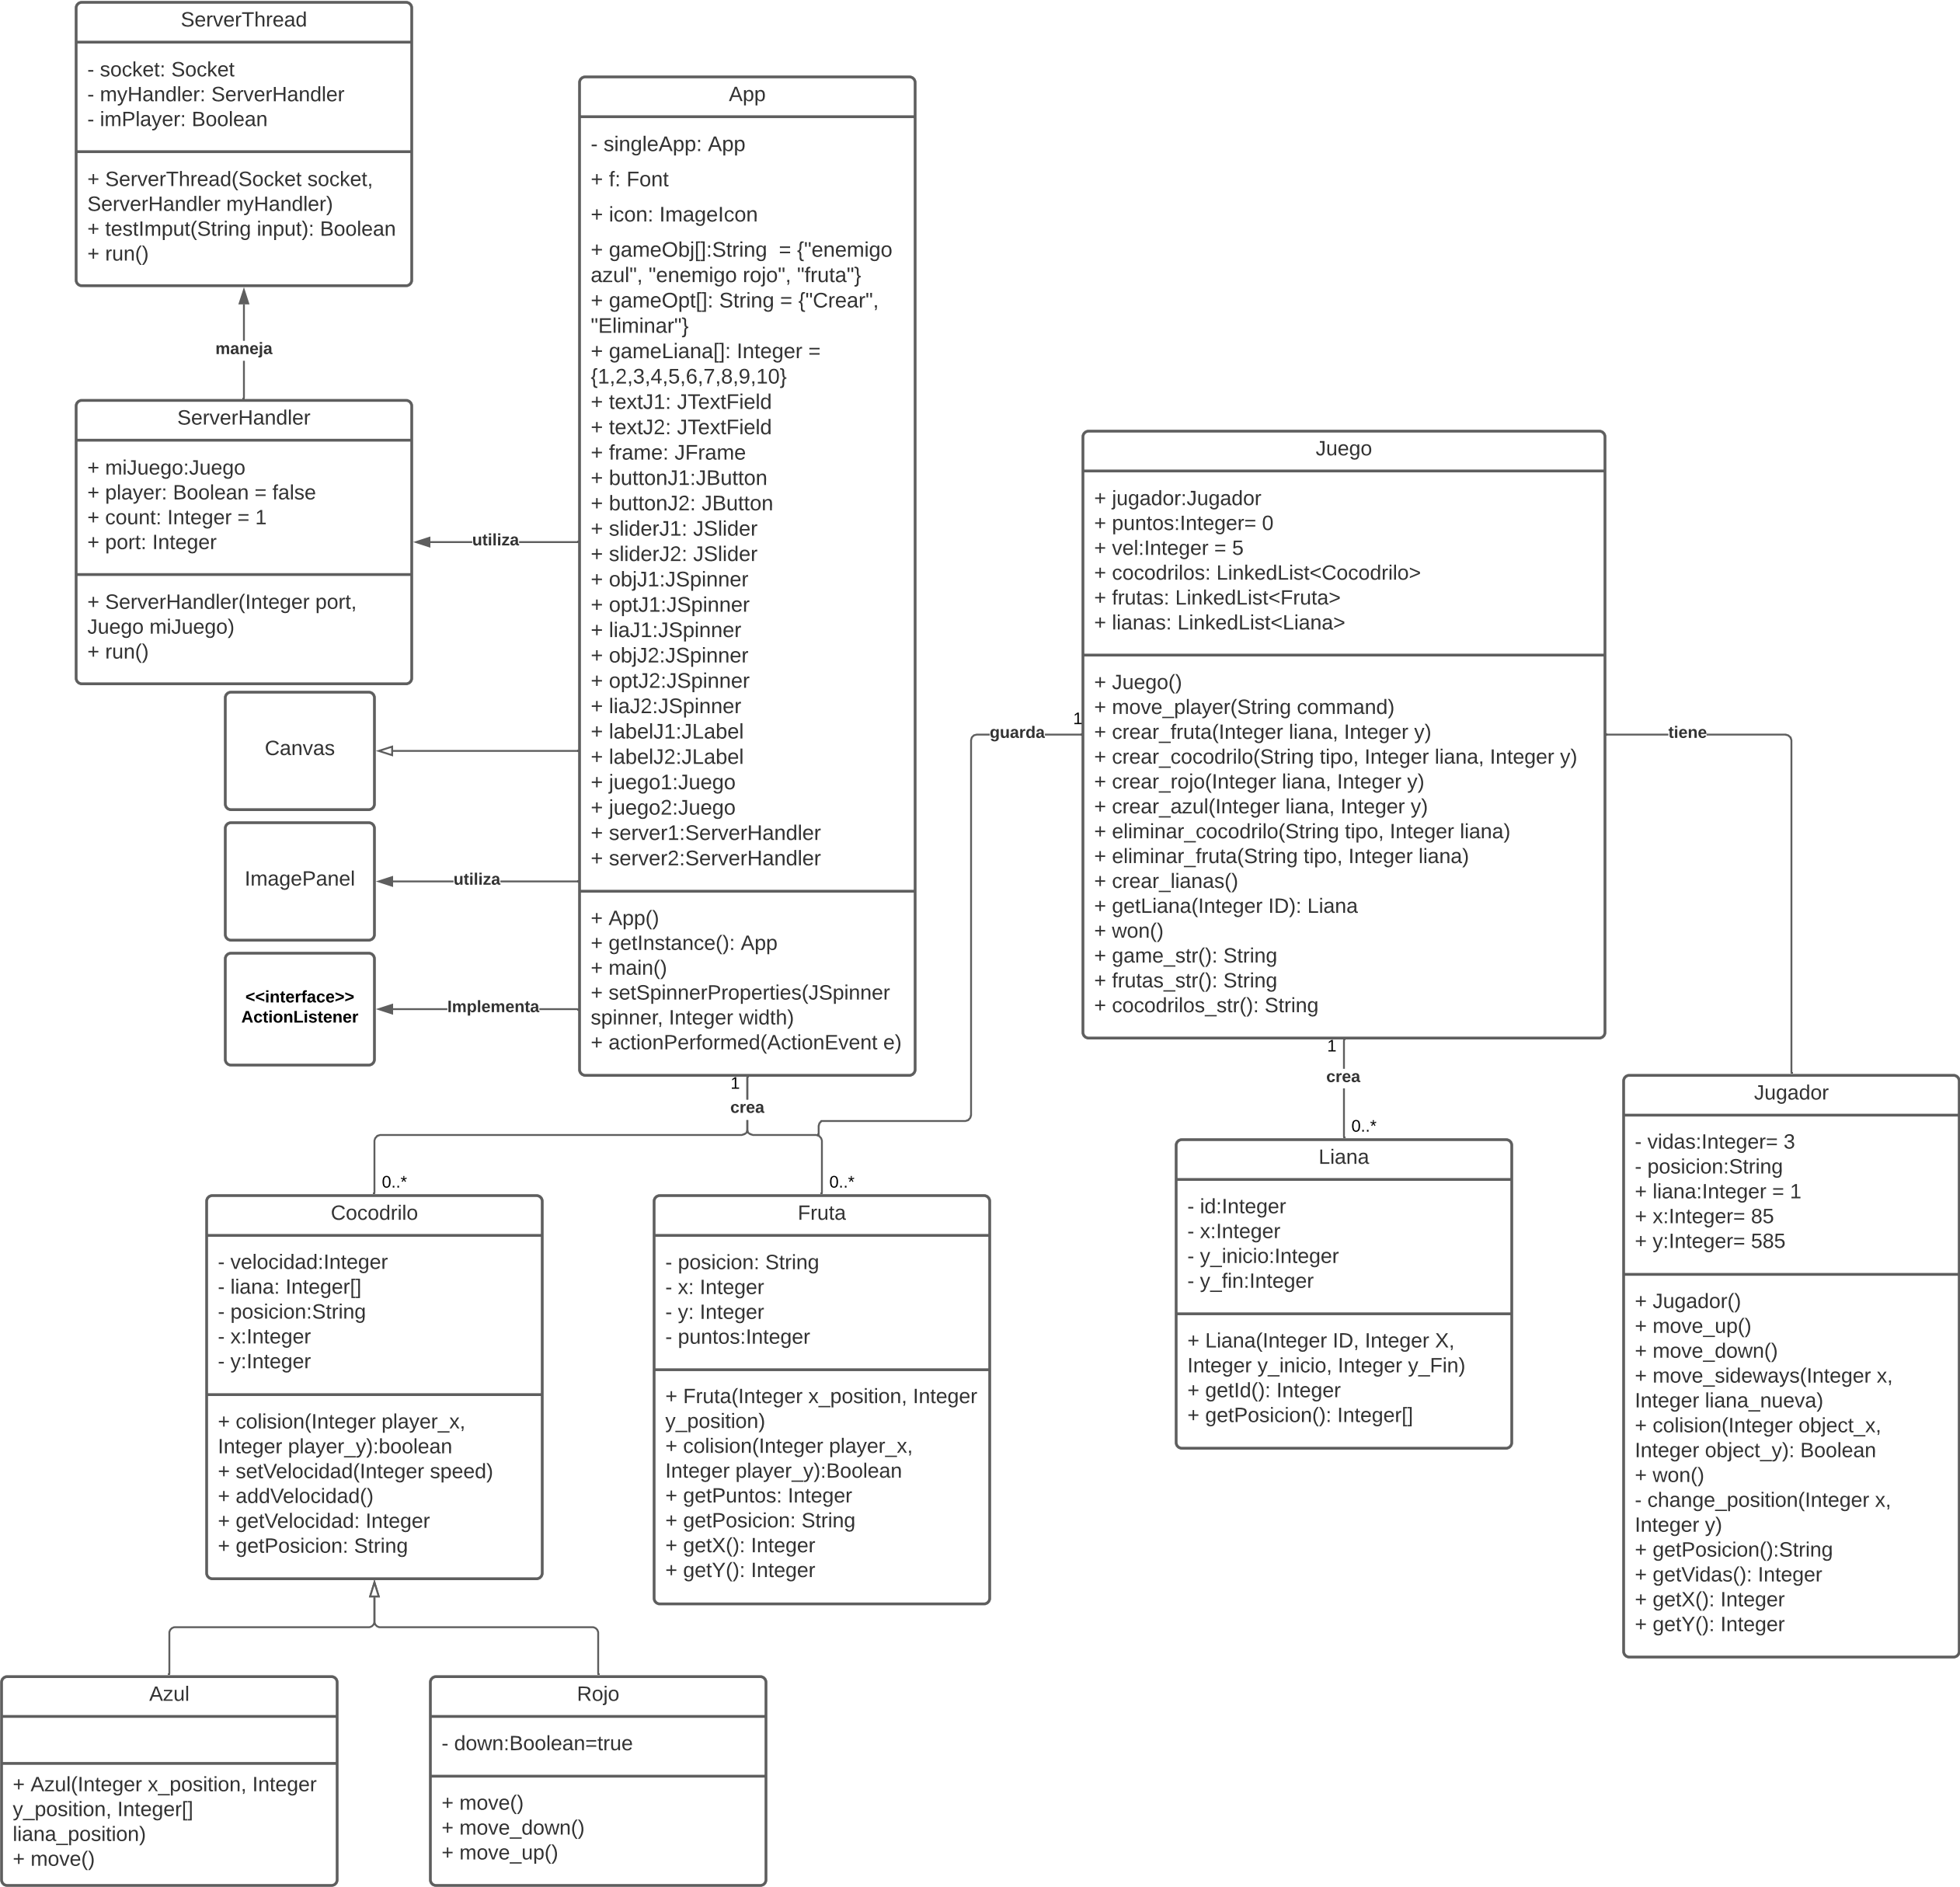 ServerThread
- socket: Socket
- myHandler: ServerHandler
- imPlayer: Boolean
+ ServerThread(Socket socket,
ServerHandler myHandler)
+ testImput(String input): Boolean
+ run()
maneja
ServerHandler
+ miJuego:Juego
+ player: Boolean = false
+ count: Integer = 1
+ port: Integer
+ ServerHandler(Integer port,
Juego miJuego)
+ run()
utiliza
Canvas
ImagePanel
utiliza
<<interface>>
ActionListener
Implementa
App
- singleApp: App
+ f: Font
+ icon: ImageIcon
+ gameObj[]:String  = {"enemigo
azul", "enemigo rojo", "fruta"}
+ gameOpt[]: String = {"Crear",
"Eliminar"}
+ gameLiana[]: Integer =
{1,2,3,4,5,6,7,8,9,10}
+ textJ1: JTextField
+ textJ2: JTextField
+ frame: JFrame
+ buttonJ1:JButton
+ buttonJ2: JButton
+ sliderJ1: JSlider
+ sliderJ2: JSlider
+ objJ1:JSpinner
+ optJ1:JSpinner
+ liaJ1:JSpinner
+ objJ2:JSpinner
+ optJ2:JSpinner
+ liaJ2:JSpinner
+ labelJ1:JLabel
+ labelJ2:JLabel
+ juego1:Juego
+ juego2:Juego
+ server1:ServerHandler
+ server2:ServerHandler
+ App()
+ getInstance(): App
+ main()
+ setSpinnerProperties(JSpinner
spinner, Integer width)
+ actionPerformed(ActionEvent e)
1
crea
0..*
0..*
guarda
1
Juego
+ jugador:Jugador
+ puntos:Integer= 0
+ vel:Integer = 5
+ cocodrilos: LinkedList<Cocodrilo>
+ frutas: LinkedList<Fruta>
+ lianas: LinkedList<Liana>
+ Juego()
+ move_player(String command)
+ crear_fruta(Integer liana, Integer y)
+ crear_cocodrilo(String tipo, Integer liana, Integer y)
+ crear_rojo(Integer liana, Integer y)
+ crear_azul(Integer liana, Integer y)
+ eliminar_cocodrilo(String tipo, Integer liana)
+ eliminar_fruta(String tipo, Integer liana)
+ crear_lianas()
+ getLiana(Integer ID): Liana
+ won()
+ game_str(): String
+ frutas_str(): String
+ cocodrilos_str(): String
tiene
1
crea
0..*
Cocodrilo
- velocidad:Integer
- liana: Integer[]
- posicion:String
- x:Integer
- y:Integer
+ colision(Integer player_x,
Integer player_y):boolean
+ setVelocidad(Integer speed)
+ addVelocidad()
+ getVelocidad: Integer
+ getPosicion: String
Fruta
- posicion: String
- x: Integer
- y: Integer
- puntos:Integer
+ Fruta(Integer x_position, Integer
y_position)
+ colision(Integer player_x,
Integer player_y):Boolean
+ getPuntos: Integer
+ getPosicion: String
+ getX(): Integer
+ getY(): Integer
Liana
- id:Integer
- x:Integer
- y_inicio:Integer
- y_fin:Integer
+ Liana(Integer ID, Integer X,
Integer y_inicio, Integer y_Fin)
+ getId(): Integer
+ getPosicion(): Integer[]
Jugador
- vidas:Integer= 3
- posicion:String
+ liana:Integer = 1
+ x:Integer= 85
+ y:Integer= 585
+ Jugador()
+ move_up()
+ move_down()
+ move_sideways(Integer x,
Integer liana_nueva)
+ colision(Integer object_x,
Integer object_y): Boolean
+ won()
- change_position(Integer x,
Integer y)
+ getPosicion():String
+ getVidas(): Integer
+ getX(): Integer
+ getY(): Integer
Azul
+ Azul(Integer x_position, Integer
y_position, Integer[]
liana_position)
+ move()
Rojo
- down:Boolean=true
+ move()
+ move_down()
+ move_up()